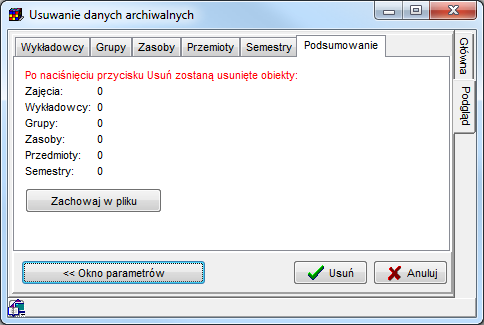 Usuwanie danych archiwalnych
Wykładowcy Grupy Zasoby Przemioty Semestry Podsumowanie
Po naciśnięciu przycisku Usuń zostaną usunięte obiekty:
Zajęcia: 0
Wykładowcy: 0
Grupy: 0
Zasoby: 0
Przedmioty: 0
Semestry: 0
Zachowaj w pliku
<< Okno parametrów Usuń Anuluj
Główna
Podgląd